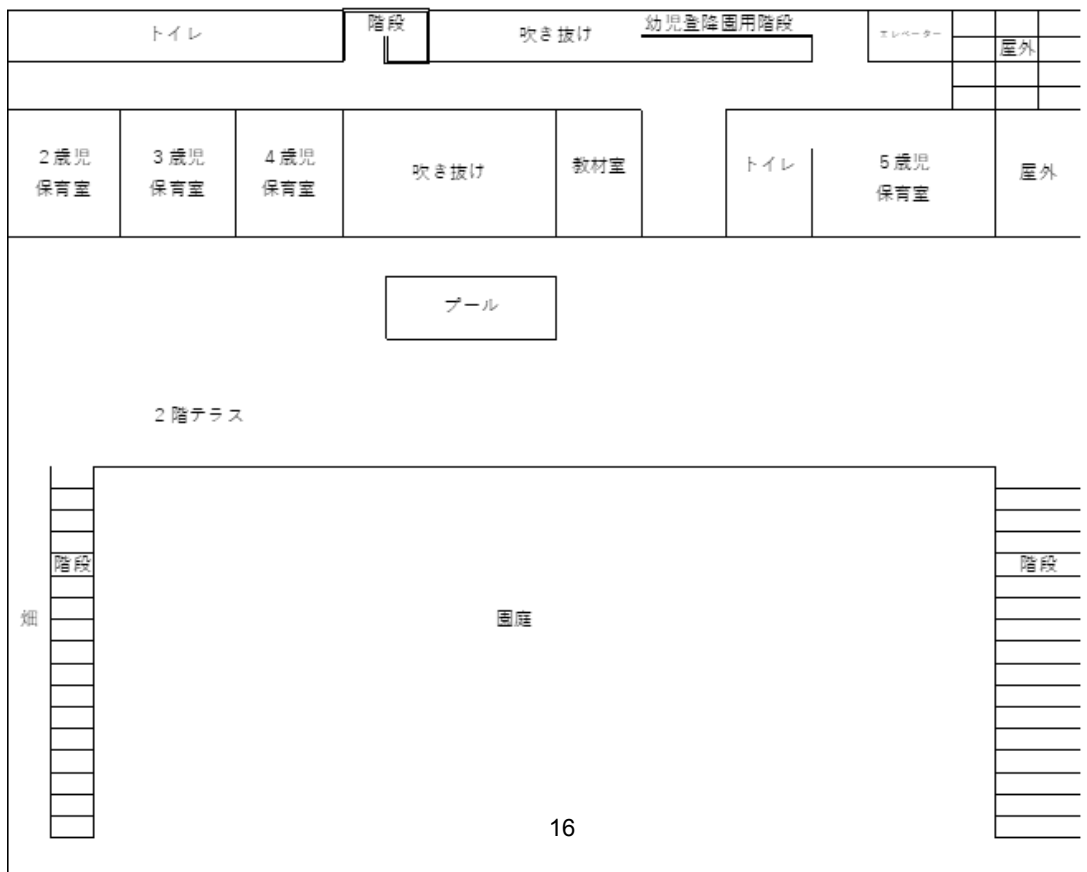 トイレ
階段
吹き抜け
幼児登降園用階段
エレベーター
屋外
２歳児
保育室
３歳児
保育室
４歳児
保育室
吹き抜け
教材室
トイレ
５歳児
保育室
屋外
プール
２階テラス
階段
階段
畑
園庭
16